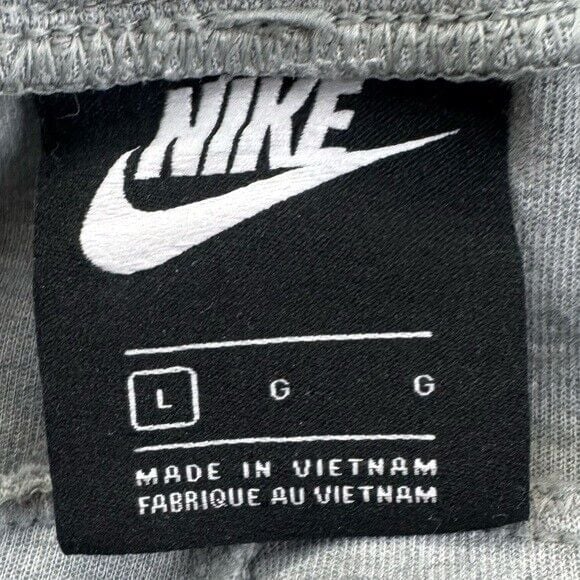 NIKE
L G G
MADE IN VIETNAM
FABRIQUE AU VIETNAM